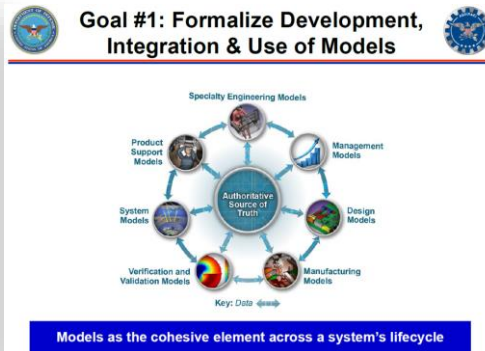 Goal #1: Formalize Development,
Integration & Use of Models
Specialty Engineering Models
Product
Support
Models
Management
Models
Authoritative
Source of
Truth
System
Models
Design
Models
Verification and
Validation Models
Manufacturing
Models
Key: Data
Models as the cohesive element across a system's lifecycle